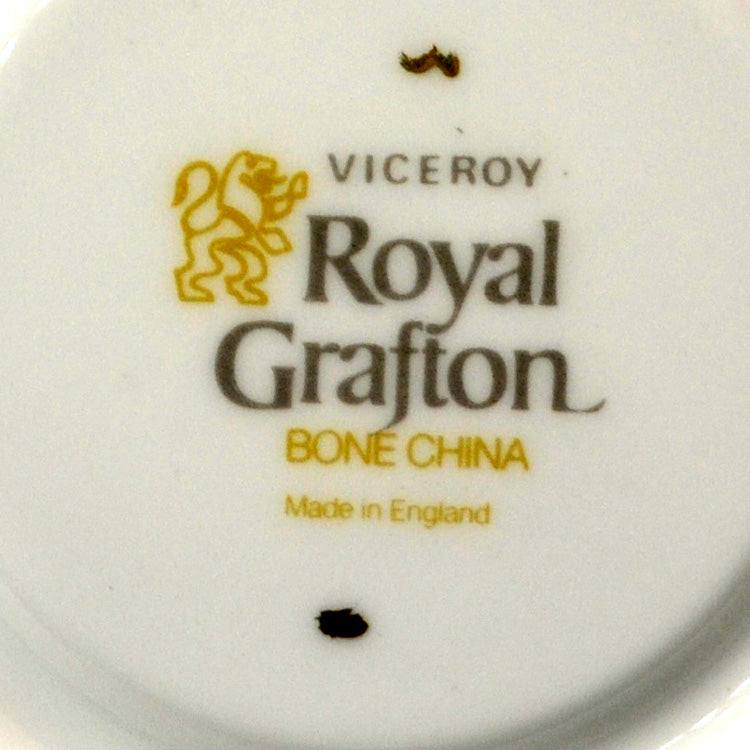 VICEROY
Royal
Grafton
BONE CHINA
Made in England